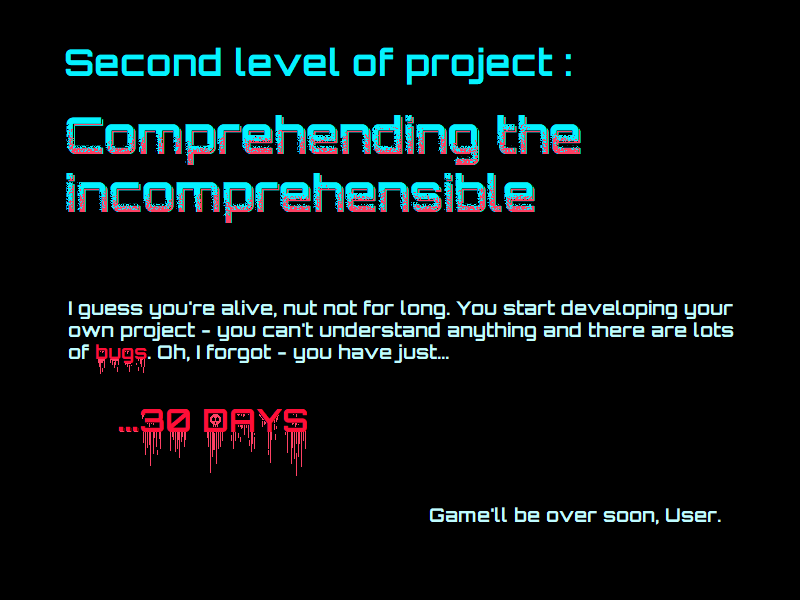 Second level of project :
Comprehending the
incomprehensible
I guess you're alive, nut not for long. You start developing your
own project - you can't understand anything and there are lots
of bugs. Oh, I forgot - you have just...
...30 DAYS
Game'll be over soon, User.